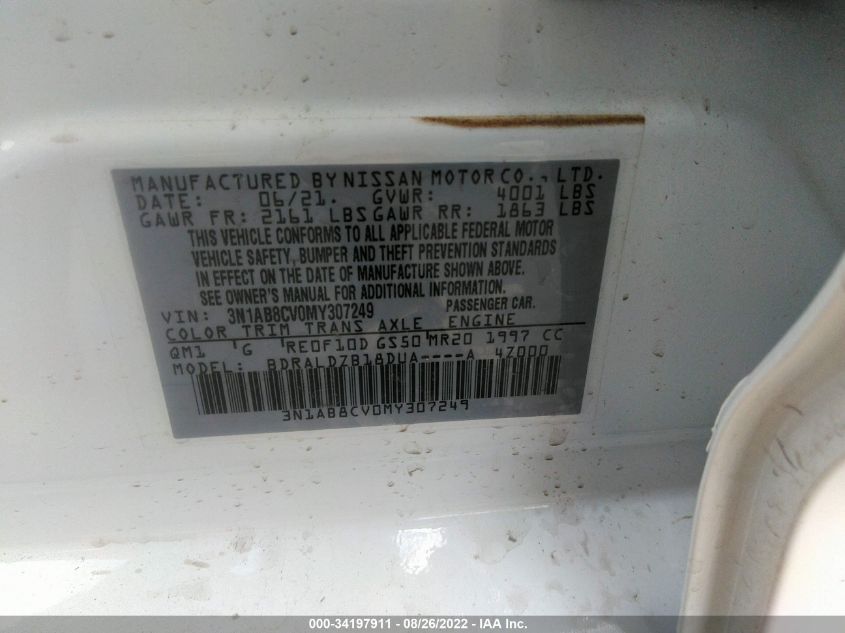 MANUFACTURED BY NISSAN MOTOR CO., LTD.
DATE: 06/21. GVWR: 4001 LBS
GAWR FR: 2161 LBS GAWR RR: 1863 LBS
THIS VEHICLE CONFORMS TO ALL APPLICABLE FEDERAL MOTOR
VEHICLE SAFETY, BUMPER AND THEFT PREVENTION STANDARDS
IN EFFECT ON THE DATE OF MANUFACTURE SHOWN ABOVE.
SEE OWNER'S MANUAL FOR ADDITIONAL INFORMATION.
VIN: 3N1AB8CV0MY307249 PASSENGER CAR.
COLOR TRIM TRANS AXLE ENGINE
QM1 'G 'RE0F10D GS50 MR20 1997 CC
MODEL: BDRALDZB18DUA----A 47000
3N1AB8CV0MY307249
000-34197911 - 08/26/2022 - IAA Inc.